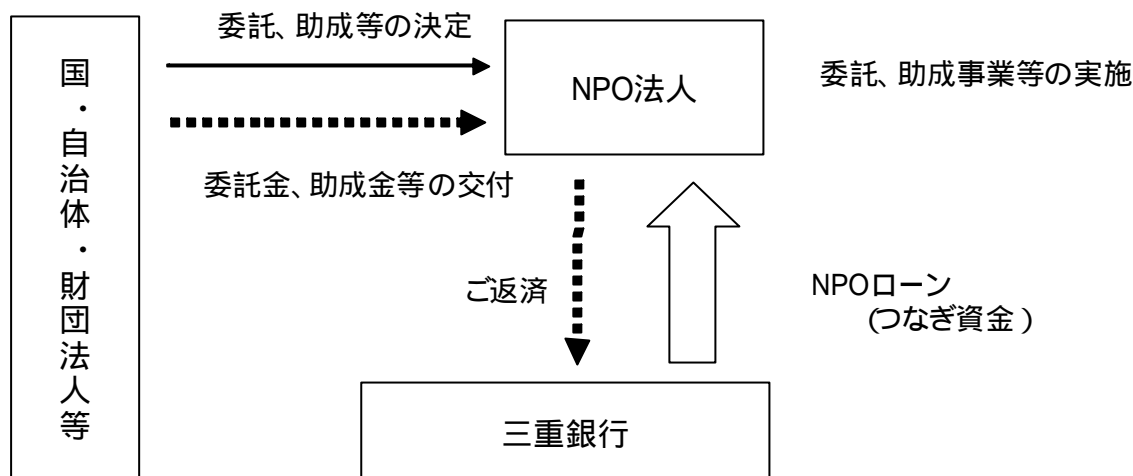 委託、助成等の決定
国・自治体・財団法人等
NPO法人
委託、助成事業等の実施
委託金、助成金等の交付
ご返済
NPOローン
(つなぎ資金)
三重銀行